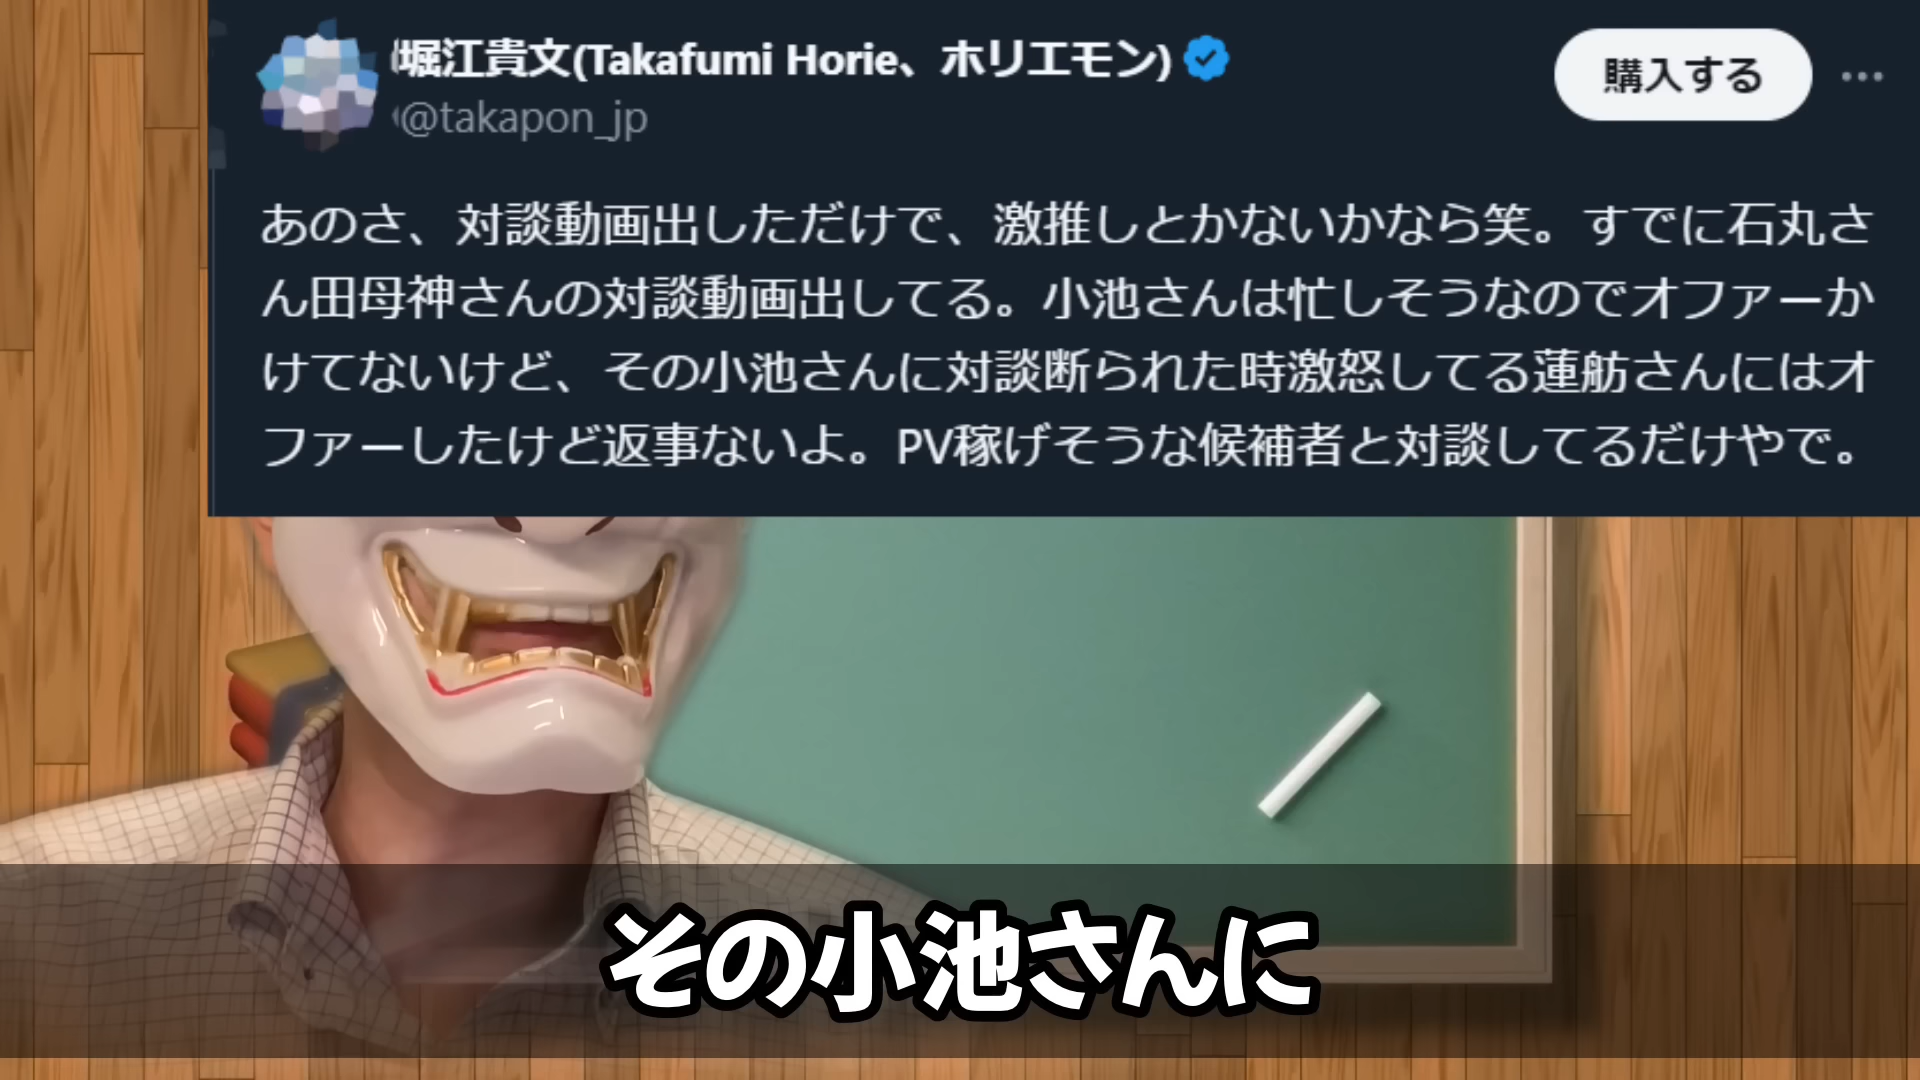 堀江貴文(Takafumi Horie、ホリエモン)
@takapon_jp
購入する
あのさ、対談動画出しただけで、激推しとかないかなら笑。すでに石丸さ
ん田母神さんの対談動画出してる。小池さんは忙しそうなのでオファーか
けてないけど、その小池さんに対談断られた時激怒してる蓮舫さんにはオ
ファーしたけど返事ないよ。PV稼げそうな候補者と対談してるだけやで。
その小池さんに